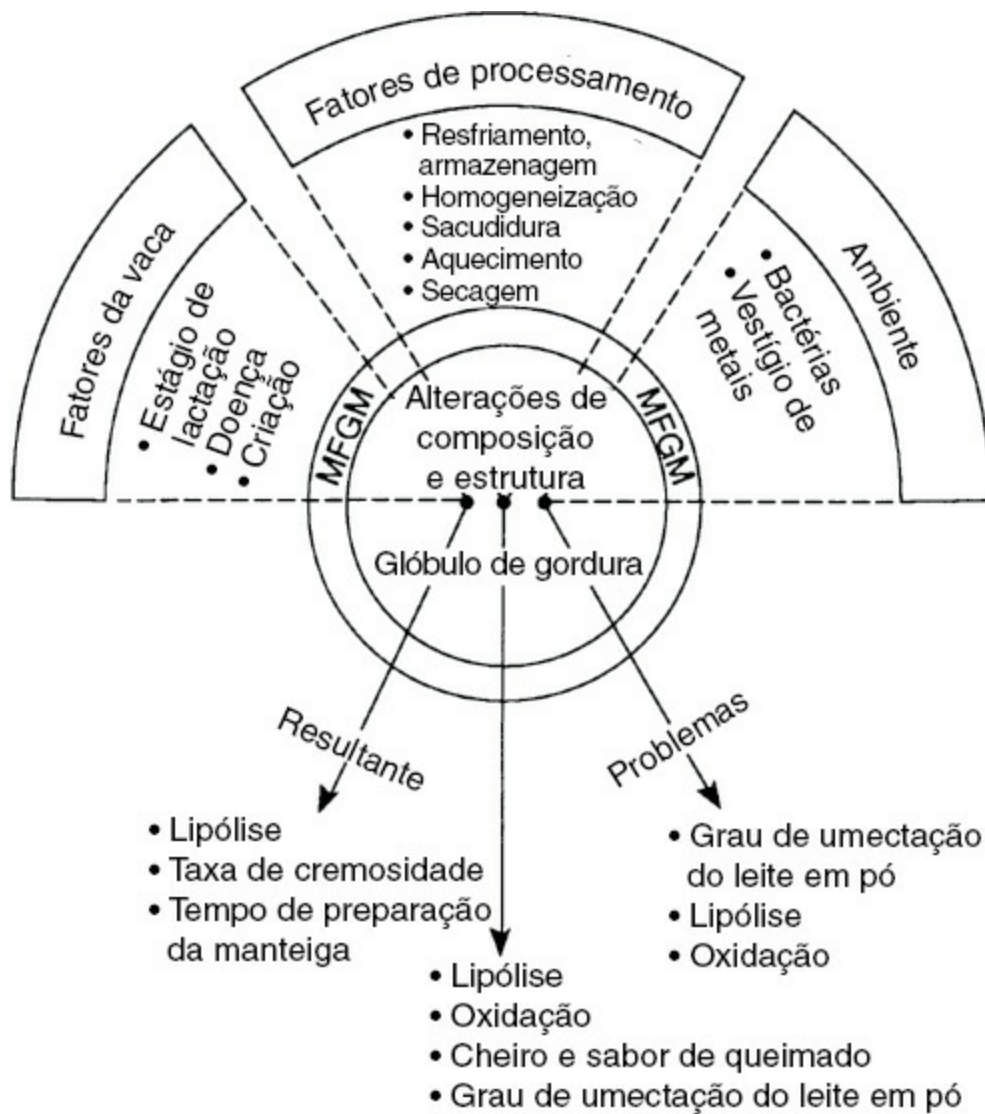 Fatores de processamento
• Resfriamento,
armazenagem
• Homogeneização
• Sacudidura
• Aquecimento
• Secagem
Fatores da vaca
• Estágio de
lactação
• Doença
• Criação
Ambiente
• Bactérias
• Vestígio de
metais
MFGM
MFGM
Alterações de
composição
e estrutura
Glóbulo de gordura
Resultante
Problemas
• Lipólise
• Taxa de cremosidade
• Tempo de preparação
da manteiga
• Lipólise
• Oxidação
• Cheiro e sabor de queimado
• Grau de umectação do leite em pó
• Grau de umectação
do leite em pó
• Lipólise
• Oxidação